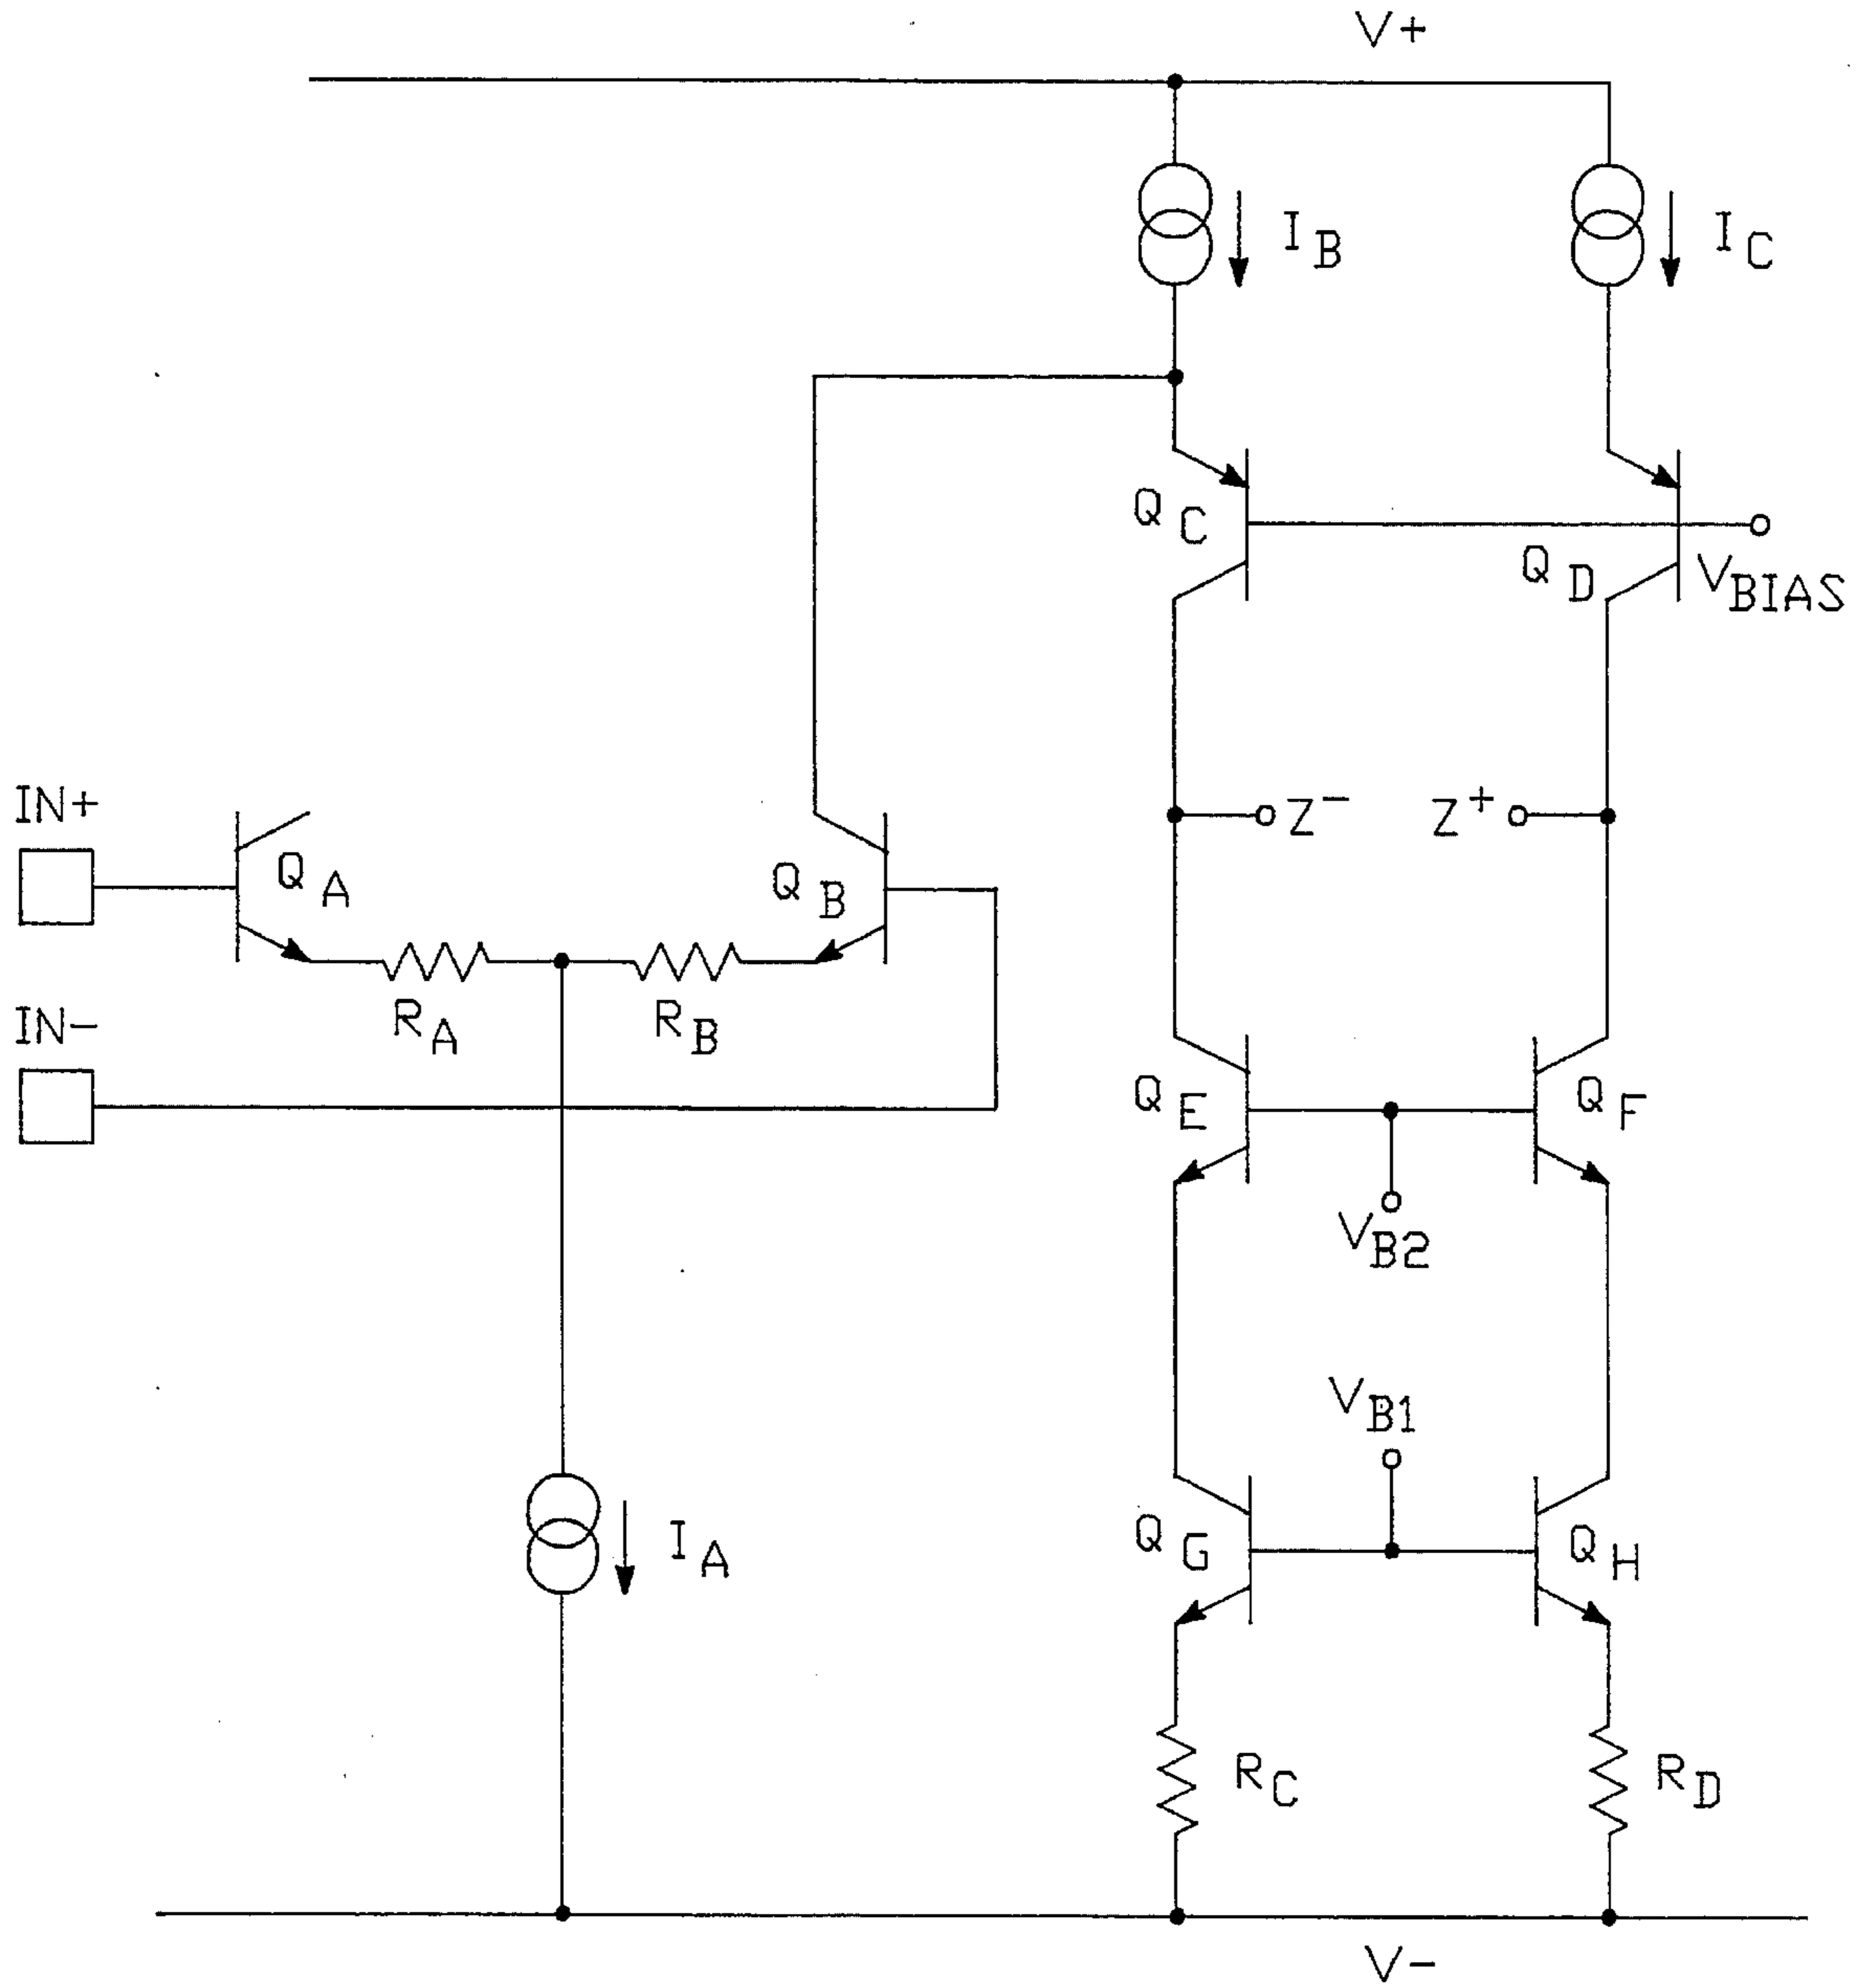 V+
I B
I C
Q C
Q D
V BIAS
IN+
Q A
Q B
Z-
Z+
R A
R B
IN-
Q E
Q F
V B2
V B1
I A
Q G
Q H
R C
R D
V-